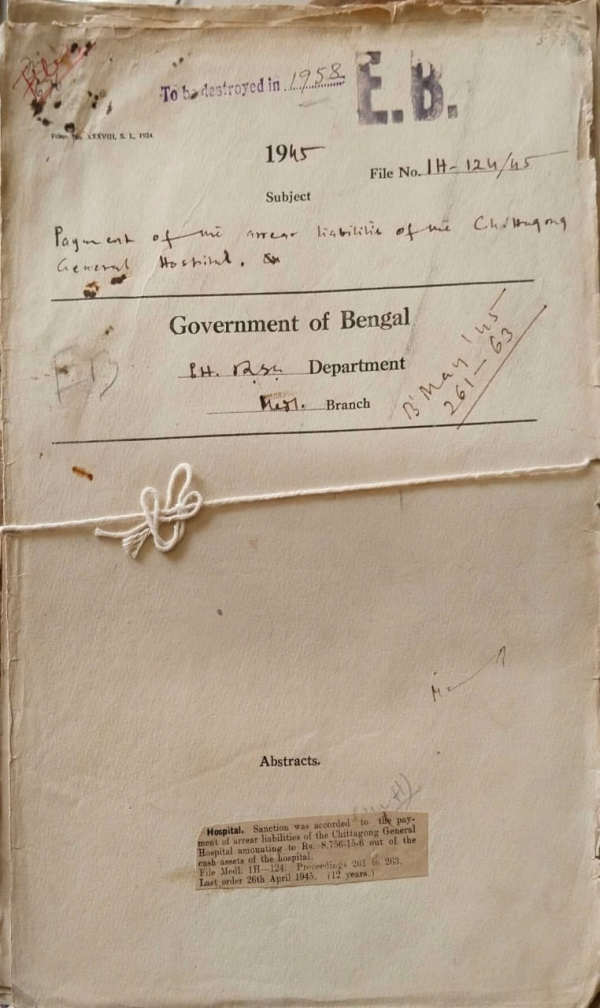 To be destroyed in 1958
E.B.
Form No. XXXVIII, S. I., 1924.
1945
File No. 1H-124/45
Subject
Payment of the arrear liabilities of the Chittagong
General Hospital.
Government of Bengal
Department
Medl. Branch
B' May '45
261-63
Abstracts.
Hospital. Sanction was accorded to the pay-
ment of arrear liabilities of the Chittagong General
Hospital amounting to Rs. 8,756-15-6 out of the
cash assets of the hospital.
File Medl. 1H—124. Proceedings 261 to 263.
Last order 26th April 1945. (12 years.)